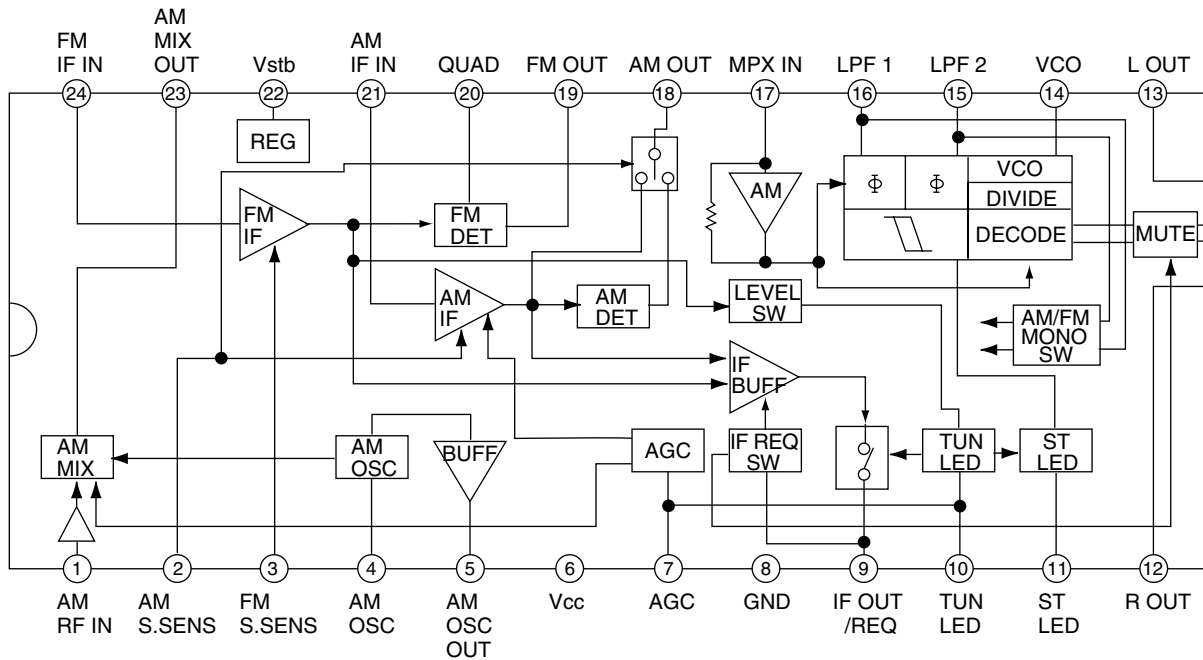 FM
IF IN
AM
MIX
OUT
Vstb
AM
IF IN
QUAD
FM OUT
AM OUT
MPX IN
LPF 1
LPF 2
VCO
L OUT
24
23
22
21
20
19
18
17
16
15
14
13
REG
FM
IF
FM
DET
AM
Φ
Φ
VCO
DIVIDE
DECODE
MUTE
AM
IF
AM
DET
LEVEL
SW
AM/FM
MONO
SW
IF
BUFF
AM
MIX
AM
OSC
BUFF
AGC
IF REQ
SW
TUN
LED
ST
LED
1
2
3
4
5
6
7
8
9
10
11
12
AM
RF IN
AM
S.SENS
FM
S.SENS
AM
OSC
AM
OSC
OUT
Vcc
AGC
GND
IF OUT
/REQ
TUN
LED
ST
LED
R OUT